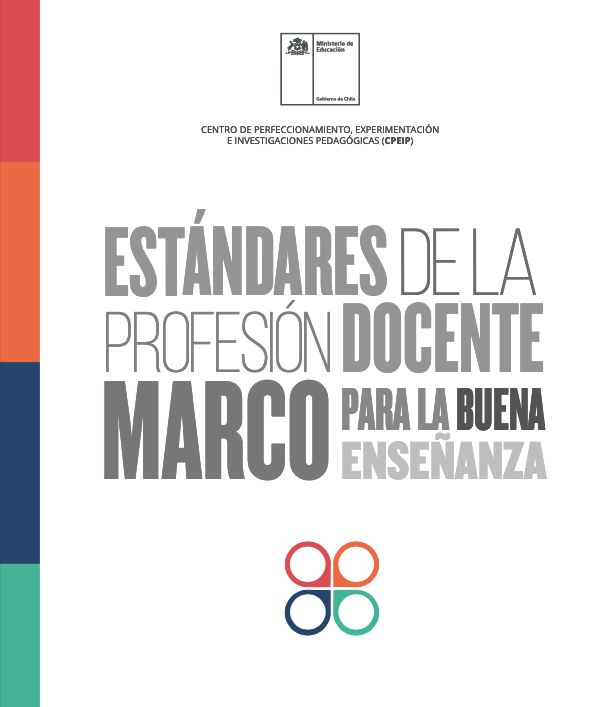 Ministerio de
Educación
Gobierno de Chile
CENTRO DE PERFECCIONAMIENTO, EXPERIMENTACIÓN
E INVESTIGACIONES PEDAGÓGICAS (CPEIP)
ESTÁNDARES DE LA
PROFESIÓN DOCENTE
MARCO PARA LA BUENA
ENSEÑANZA